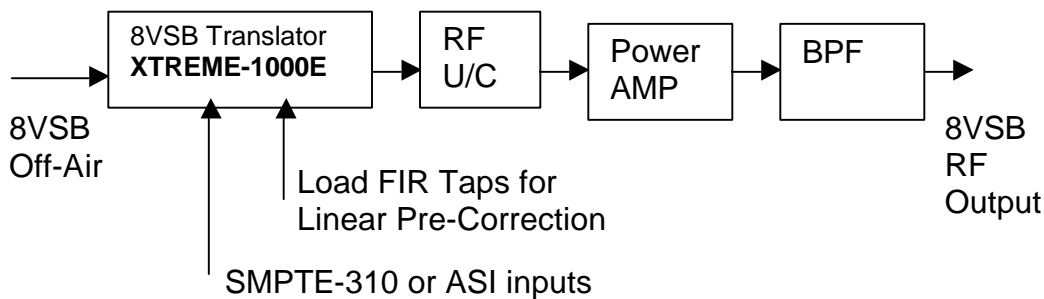 8VSB Translator
XTREME-1000E
RF
U/C
Power
AMP
BPF
8VSB
Off-Air
8VSB
RF
Output
Load FIR Taps for
Linear Pre-Correction
SMPTE-310 or ASI inputs